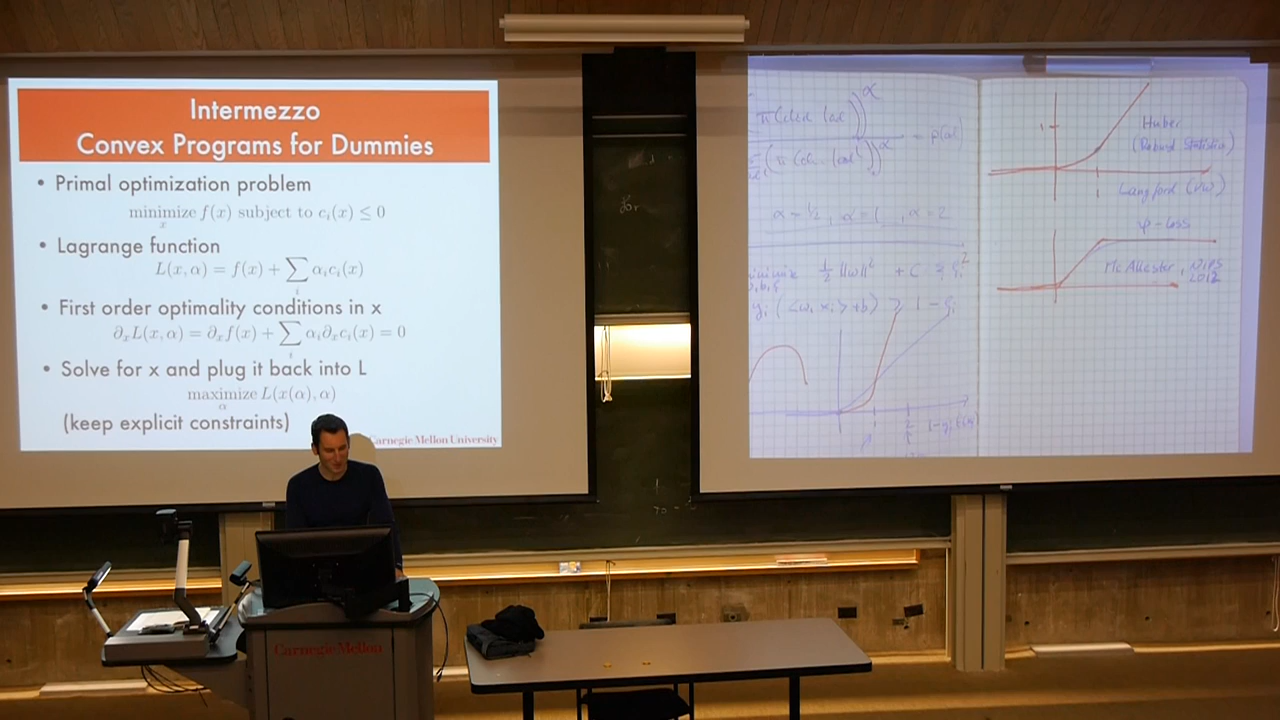 Intermezzo
Convex Programs for Dummies
• Primal optimization problem
minimize f(x) subject to cᵢ(x) ≤ 0
x
• Lagrange function
L(x, α) = f(x) + ∑ αᵢcᵢ(x)
i
• First order optimality conditions in x
∂ₓL(x, α) = ∂ₓf(x) + ∑ αᵢ∂ₓcᵢ(x) = 0
i
• Solve for x and plug it back into L
maximize L(x(α), α)
α
(keep explicit constraints)
Carnegie Mellon University
Carnegie Mellon
α = 1/2, α = 1, α = 2
½ ||w||² + C
yᵢ (<w, xᵢ> + b) ≥ 1 - ξᵢ
Huber
(Robust Statistics)
Langford (VW)
φ-loss
McAllester, NIPS
2012